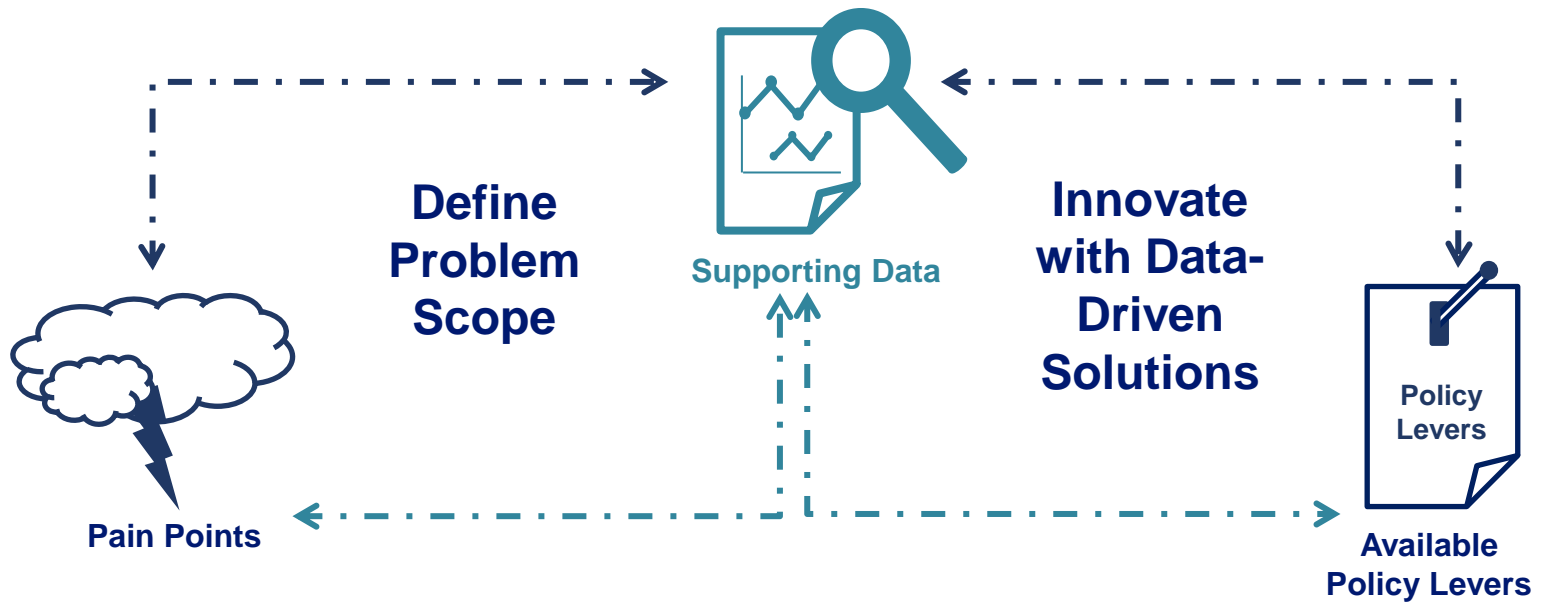 Define
Problem
Scope
Supporting Data
Innovate
with Data-
Driven
Solutions
Pain Points
Policy
Levers
Available
Policy Levers